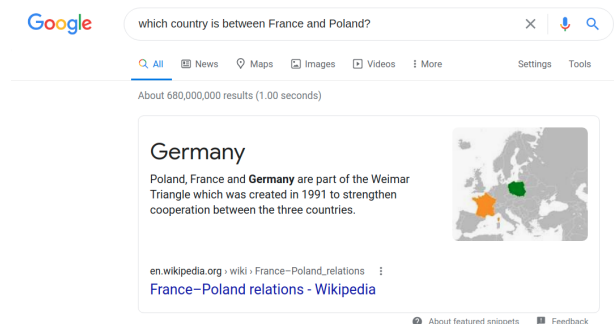 Google which country is between France and Poland?
All News Maps Images Videos More Settings Tools
About 680,000,000 results (1.00 seconds)
Germany
Poland, France and Germany are part of the Weimar
Triangle which was created in 1991 to strengthen
cooperation between the three countries.
en.wikipedia.org › wiki › France–Poland_relations
France–Poland relations - Wikipedia
About featured snippets Feedback